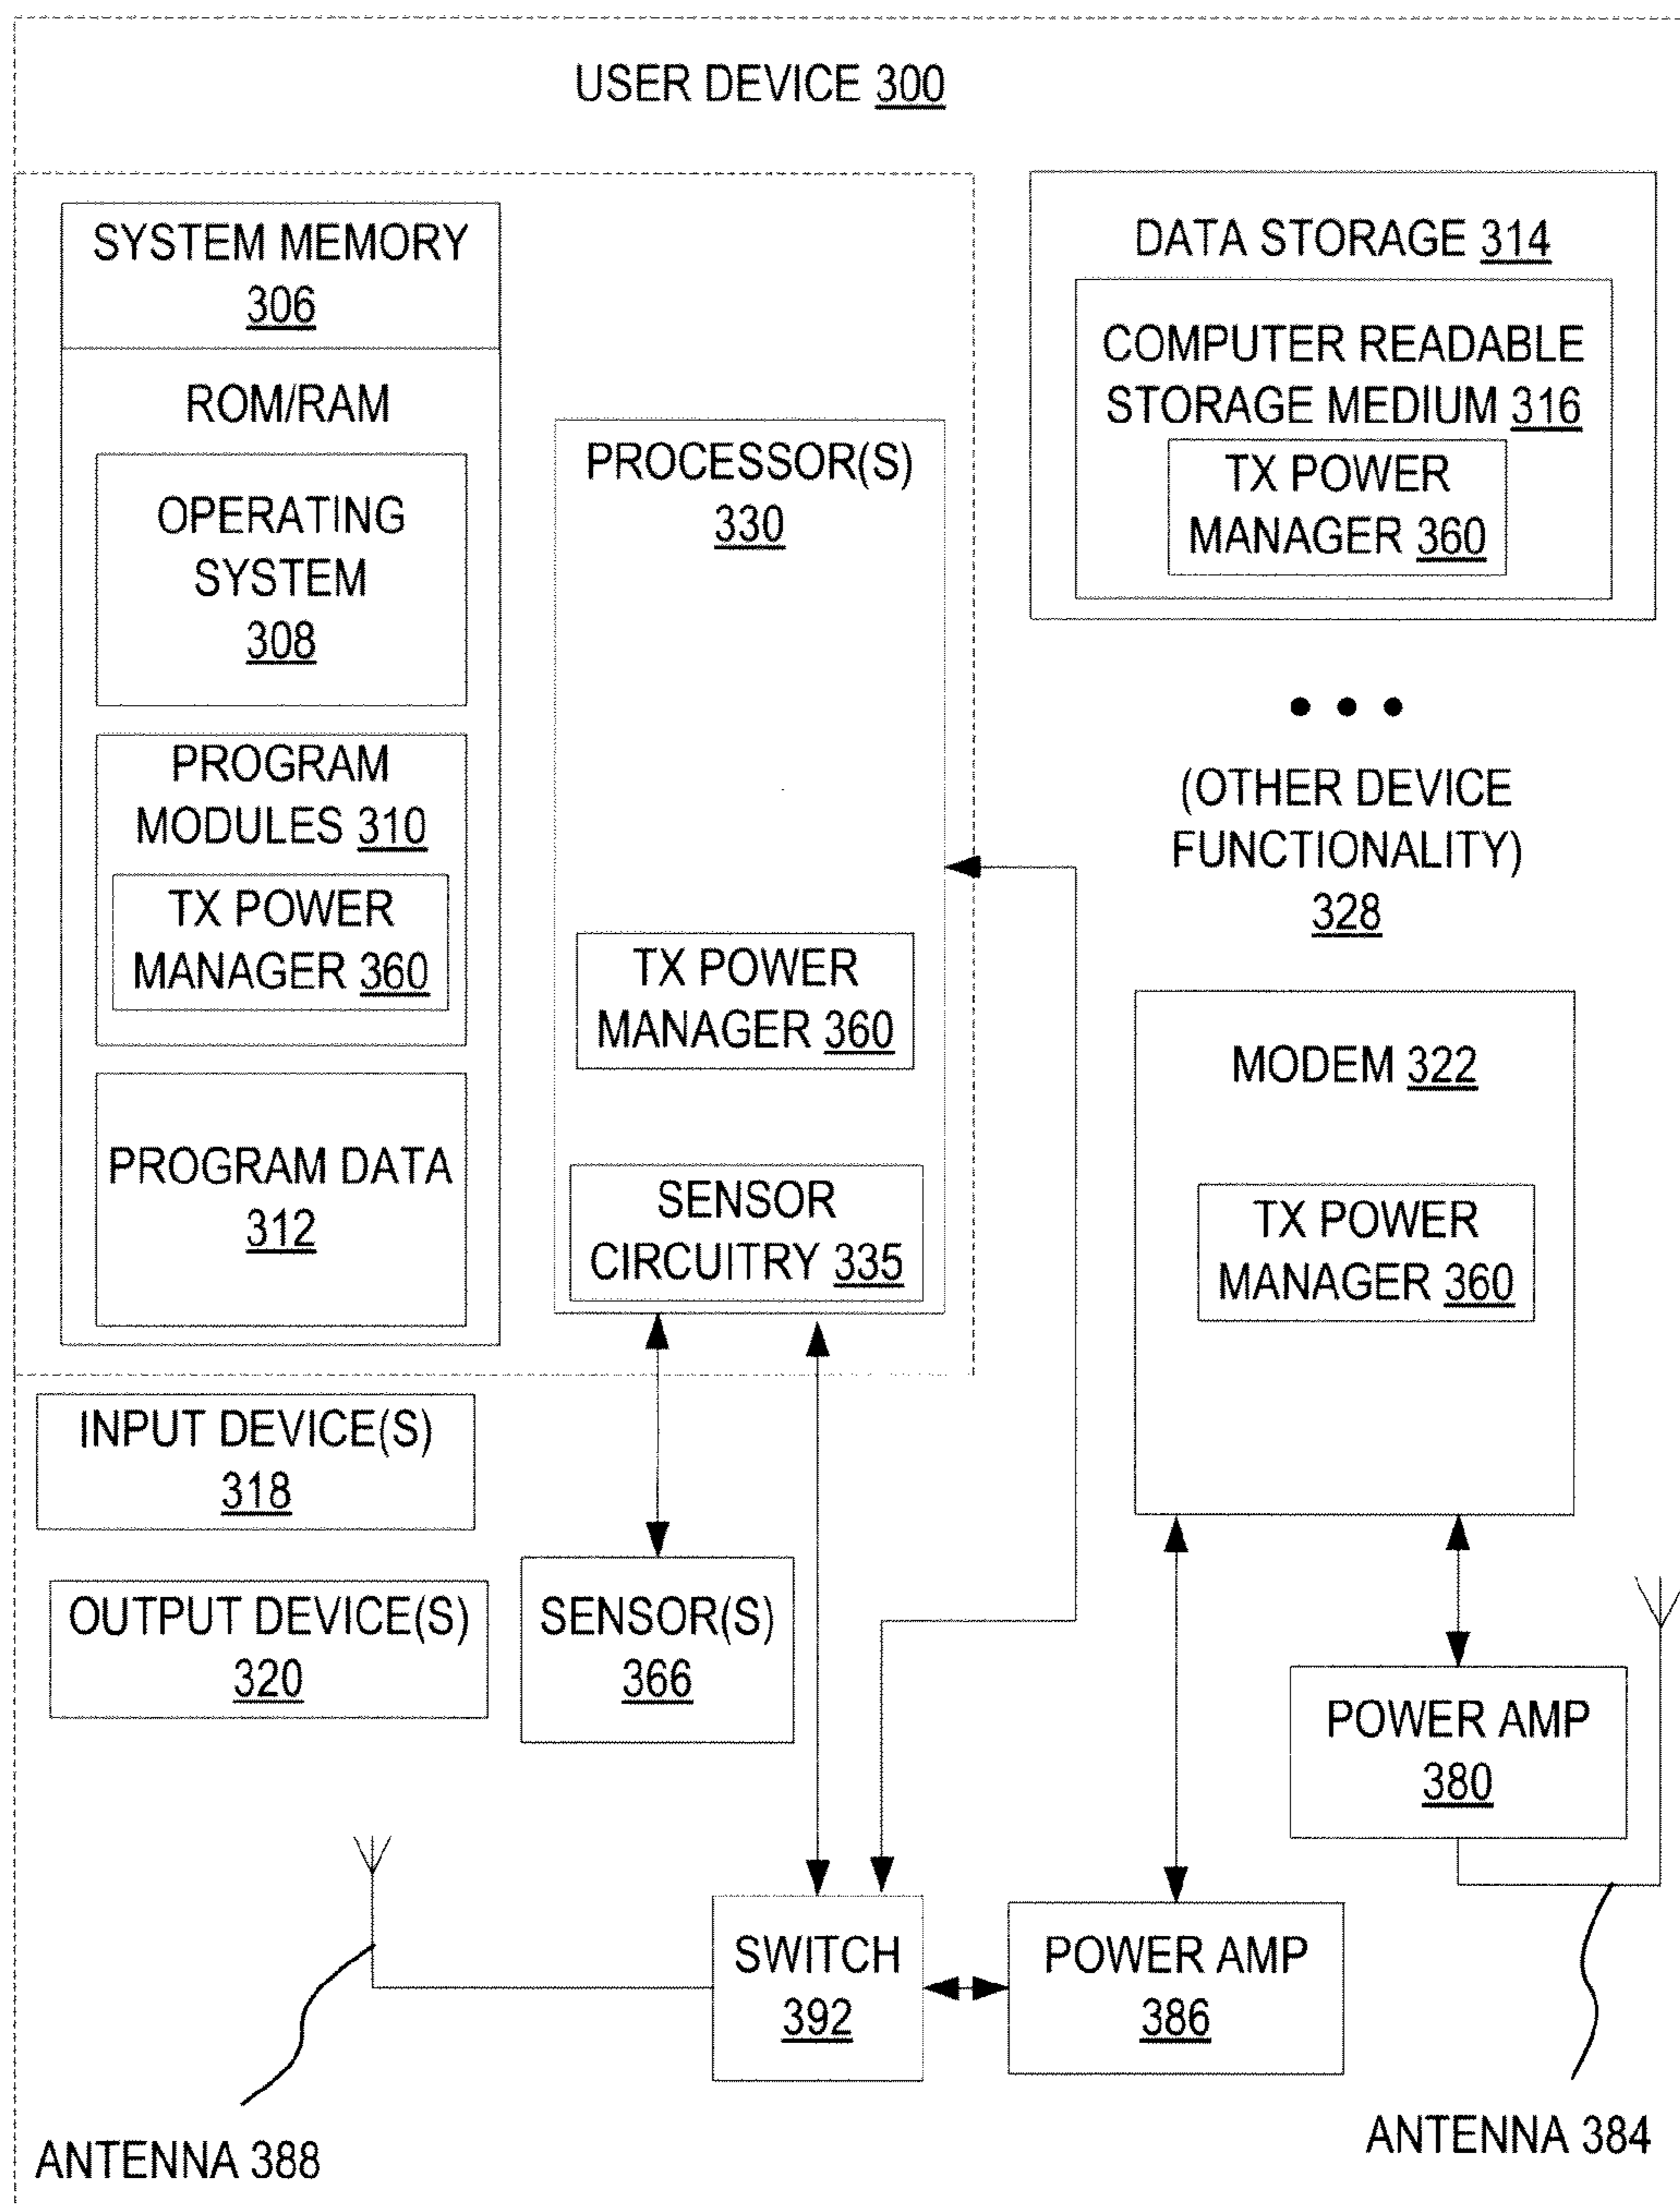 USER DEVICE 300
SYSTEM MEMORY
306
ROM/RAM
OPERATING
SYSTEM
308
PROGRAM
MODULES 310
TX POWER
MANAGER 360
PROGRAM DATA
312
PROCESSOR(S)
330
TX POWER
MANAGER 360
SENSOR
CIRCUITRY 335
DATA STORAGE 314
COMPUTER READABLE
STORAGE MEDIUM 316
TX POWER
MANAGER 360
(OTHER DEVICE
FUNCTIONALITY)
328
MODEM 322
TX POWER
MANAGER 360
INPUT DEVICE(S)
318
OUTPUT DEVICE(S)
320
SENSOR(S)
366
POWER AMP
380
SWITCH
392
POWER AMP
386
ANTENNA 388
ANTENNA 384